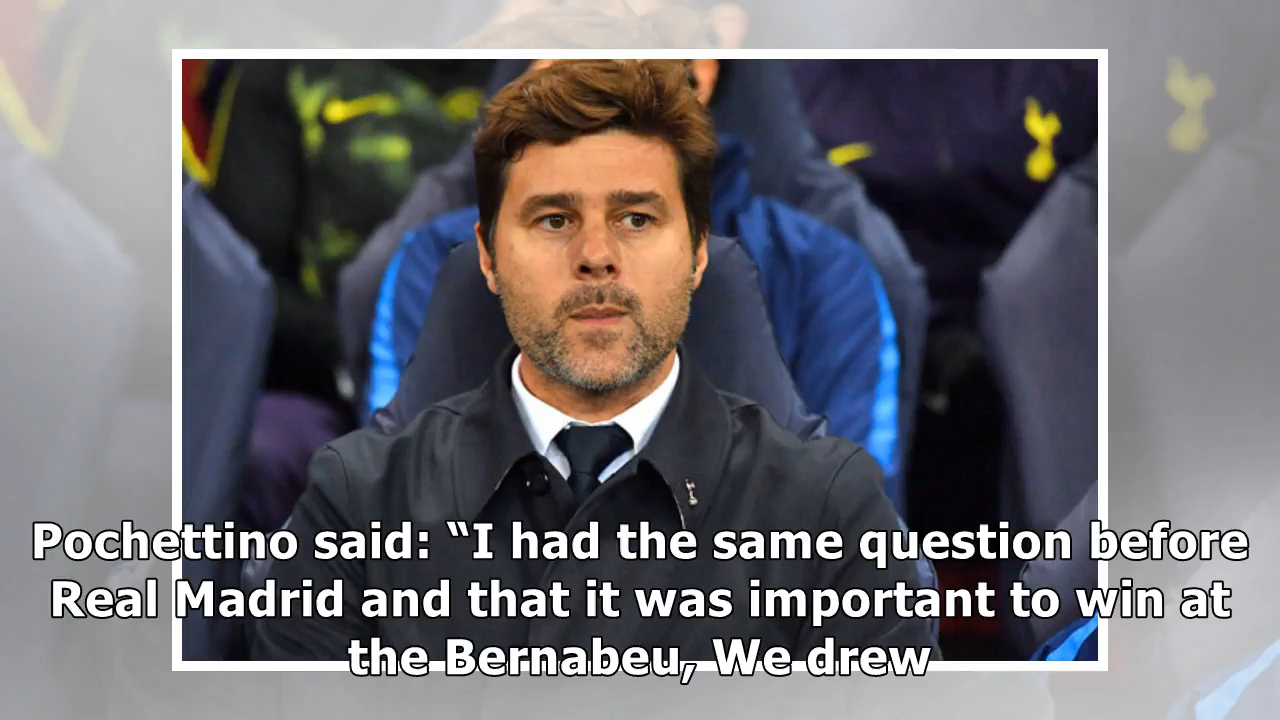 Pochettino said: “I had the same question before
Real Madrid and that it was important to win at
the Bernabeu, We drew